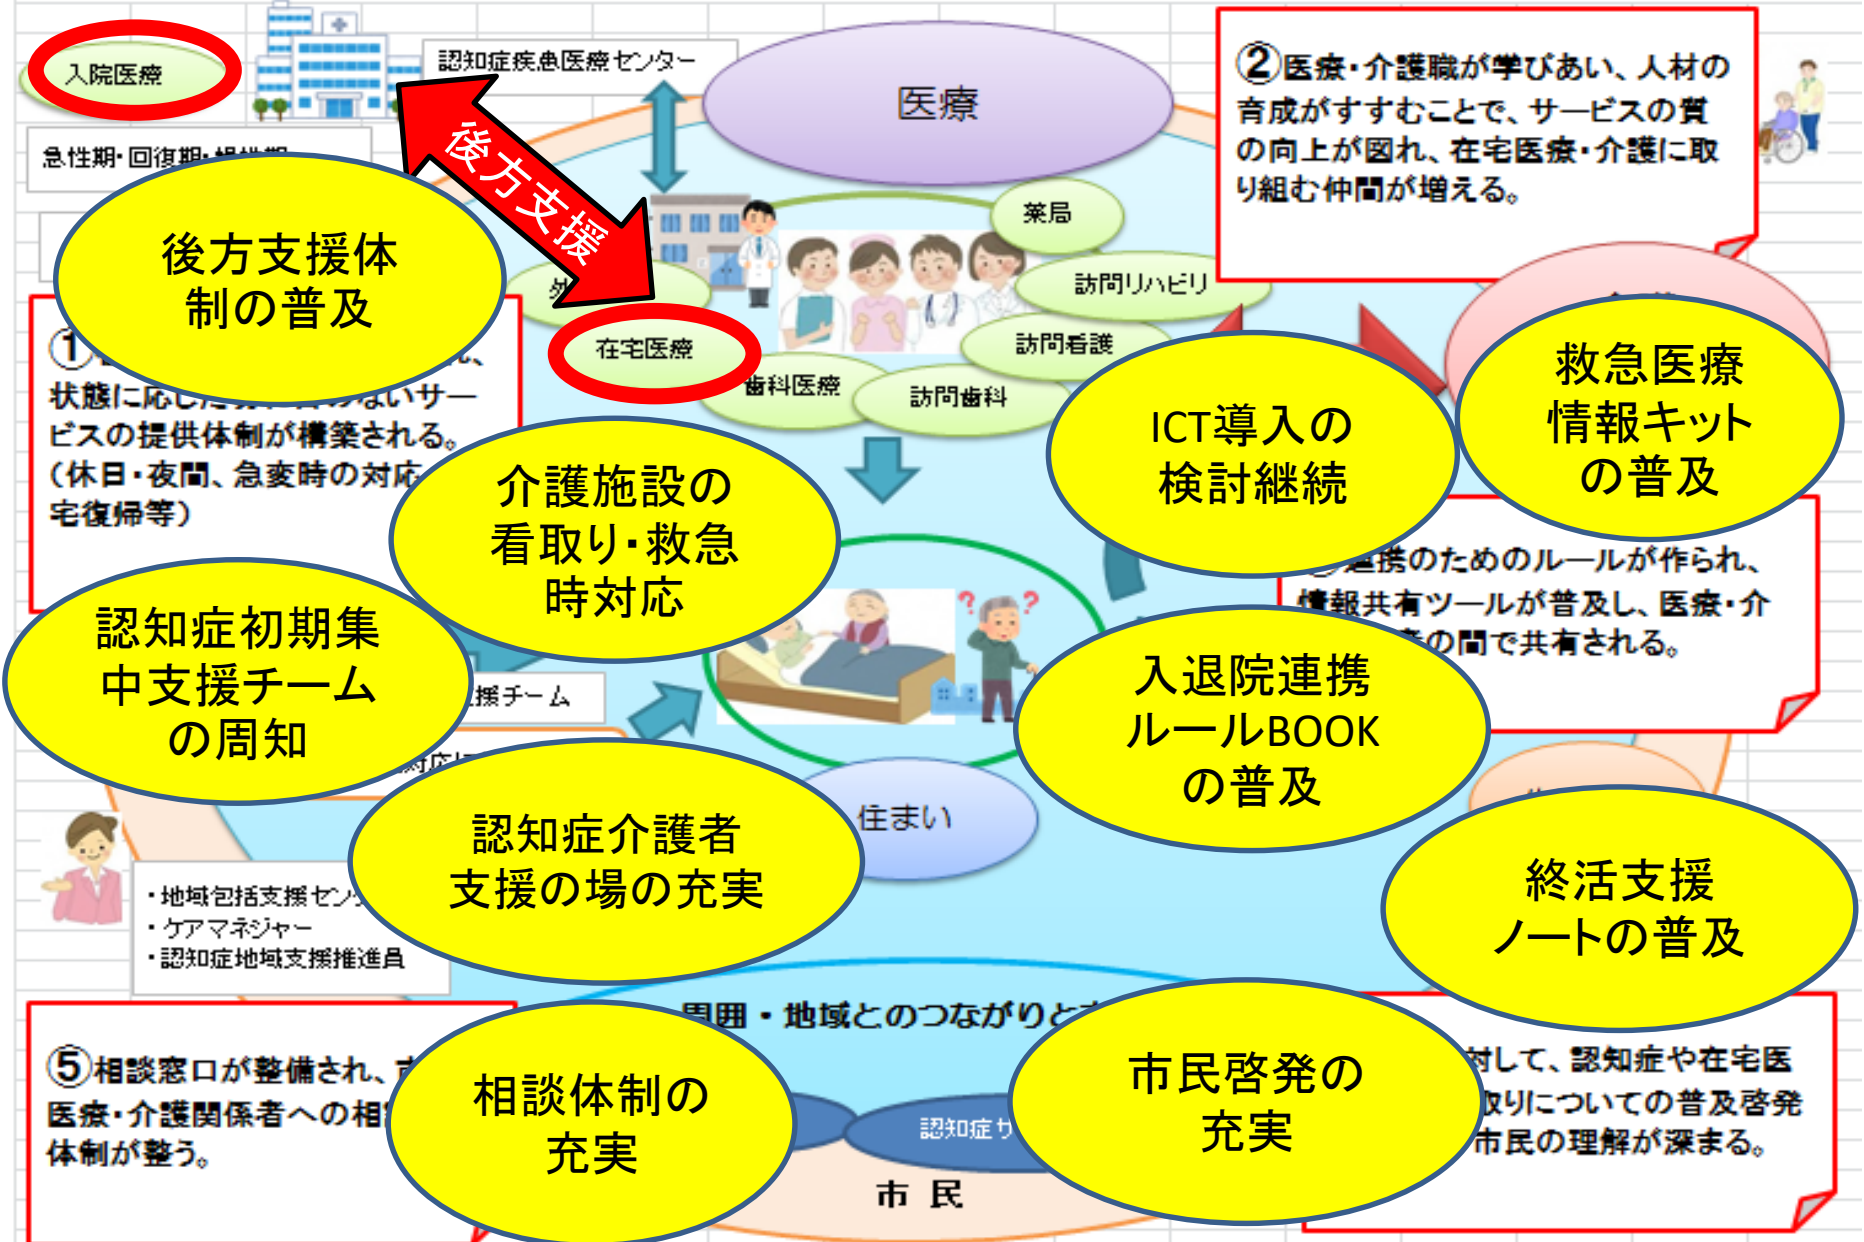 入院医療
認知症疾患医療センター
急性期・回復期・
医療
②医療・介護職が学びあい、人材の
育成がすすむことで、サービスの質
の向上が図れ、在宅医療・介護に取
り組む仲間が増える。
後方支援
薬局
訪問リハビリ
訪問看護
訪問歯科
歯科医療
在宅医療
後方支援体
制の普及
①
状態に応じた
ないサー
ビスの提供体制が構築される。
（休日・夜間、急変時の対応
宅復帰等）
介護施設の
看取り・救急
時対応
ICT導入の
検討継続
救急医療
情報キット
の普及
連携のためのルールが作られ、
情報共有ツールが普及し、医療・介
の間で共有される。
認知症初期集
中支援チーム
の周知
援チーム
入退院連携
ルールBOOK
の普及
住まい
認知症介護者
支援の場の充実
・地域包括支援セン
・ケアマネジャー
・認知症地域支援推進員
終活支援
ノートの普及
周囲・地域とのつながりと
⑤相談窓口が整備され、
医療・介護関係者への相
体制が整う。
相談体制の
充実
認知症サ
市民啓発の
充実
対して、認知症や在宅医
取りについての普及啓発
市民の理解が深まる。
市 民